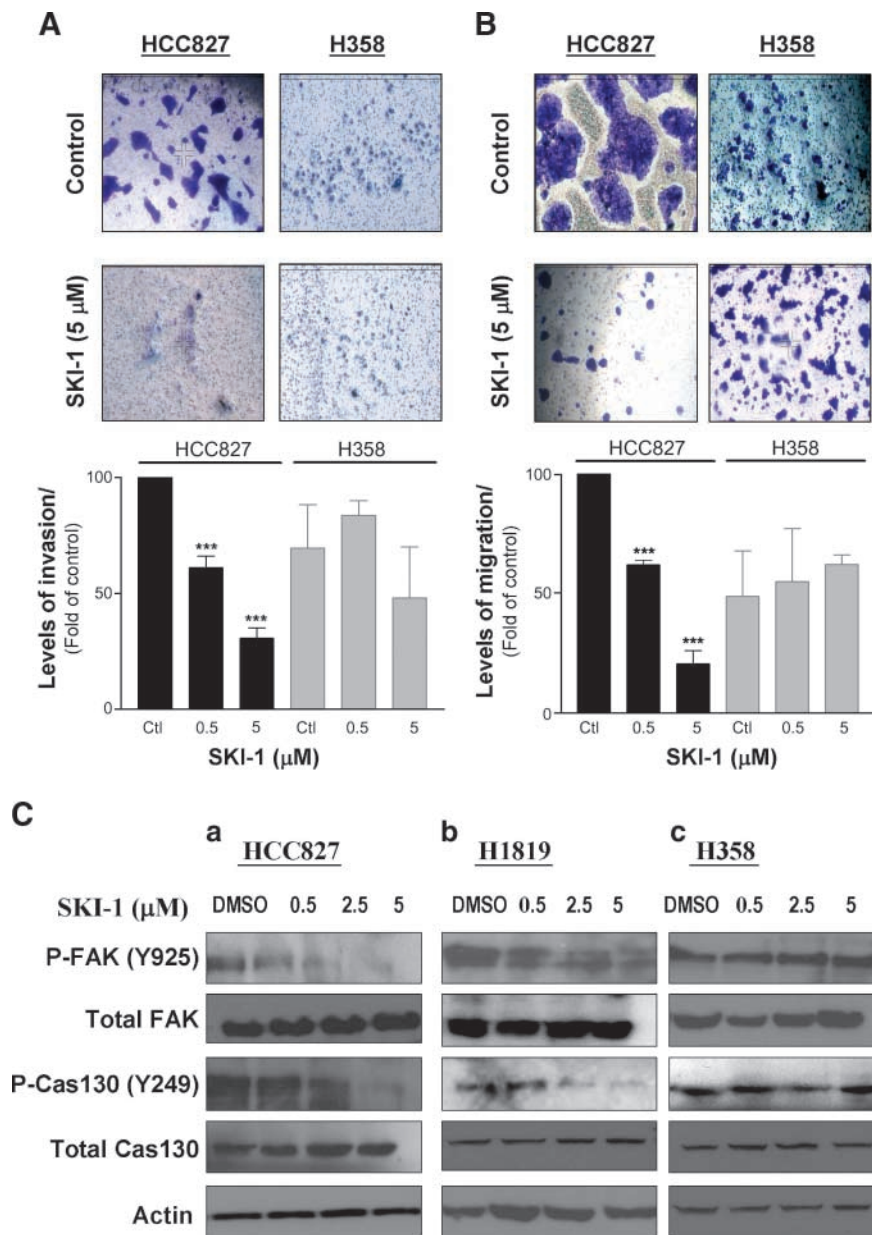 A
HCC827 H358
Control
SKI-1 (5 μM)
HCC827 H358
Levels of invasion/
(Fold of control)
100
50
0
*** ***
Ctl 0.5 5 Ctl 0.5 5
SKI-1 (μM)
B
HCC827 H358
Control
SKI-1 (5 μM)
HCC827 H358
Levels of migration/
(Fold of control)
100
50
0
*** ***
Ctl 0.5 5 Ctl 0.5 5
SKI-1 (μM)
C
a b c
HCC827 H1819 H358
SKI-1 (μM) DMSO 0.5 2.5 5 DMSO 0.5 2.5 5 DMSO 0.5 2.5 5
P-FAK (Y925)
Total FAK
P-Cas130 (Y249)
Total Cas130
Actin